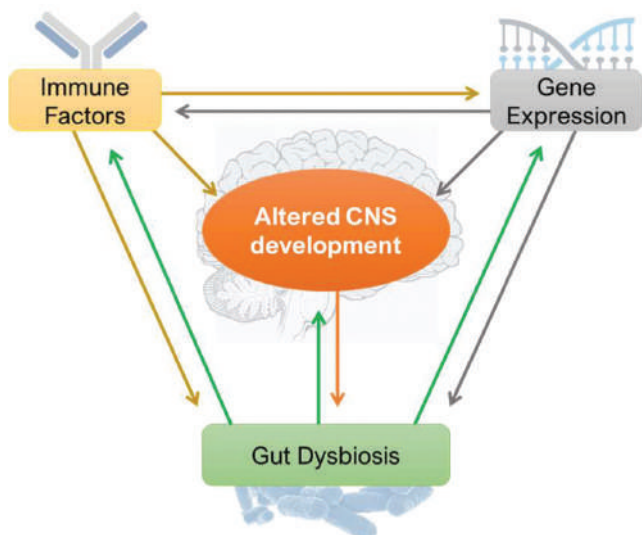 Immune
Factors
Gene
Expression
Altered CNS
development
Gut Dysbiosis